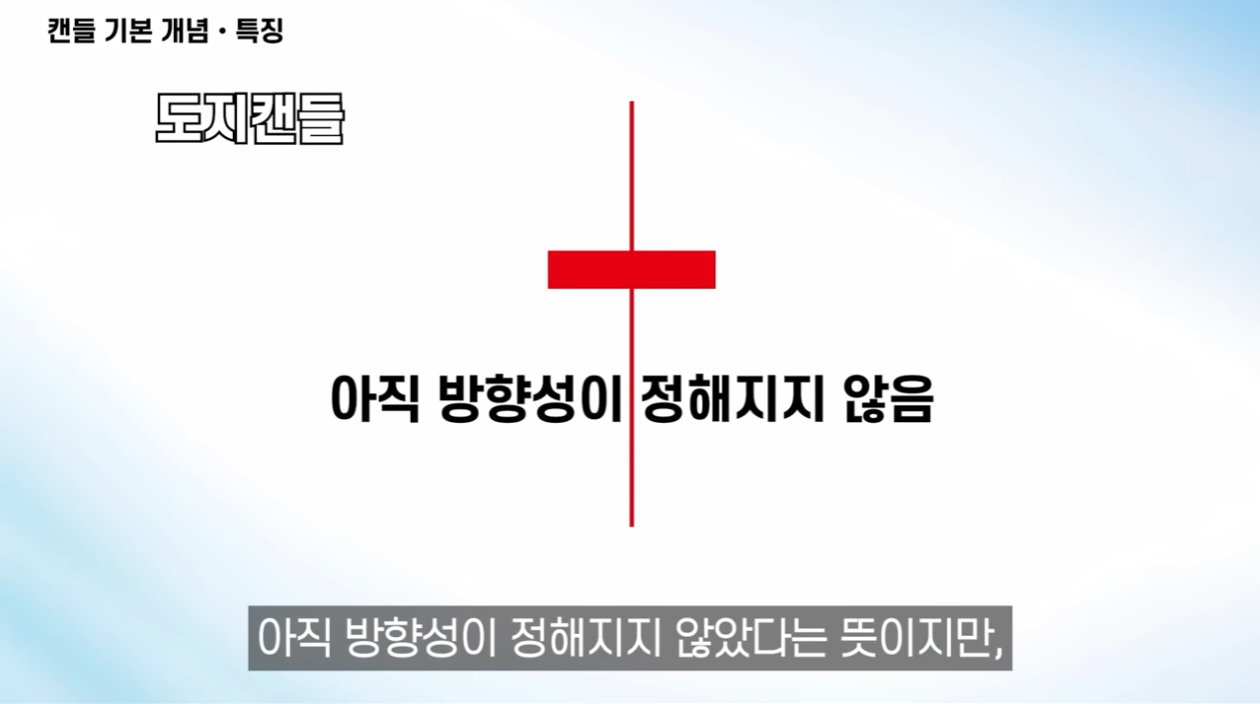 캔들 기본 개념 · 특징
도지캔들
아직 방향성이 정해지지 않음
아직 방향성이 정해지지 않았다는 뜻이지만,